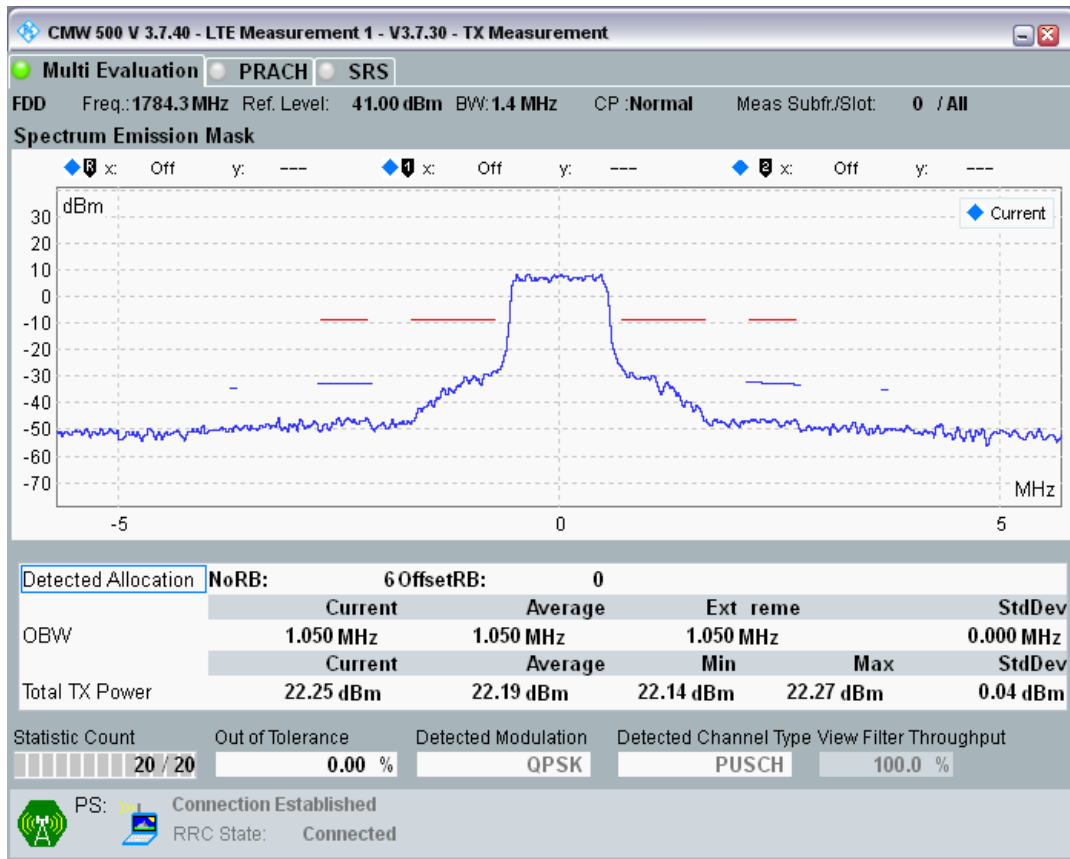 CMW 500 V 3.7.40 - LTE Measurement 1 - V3.7.30 - TX Measurement
Multi Evaluation PRACH SRS
FDD Freq.: 1784.3 MHz Ref. Level: 41.00 dBm BW: 1.4 MHz CP : Normal Meas Subfr./Slot: 0 / All
Spectrum Emission Mask
R x: Off y: --- 1 x: Off y: --- 2 x: Off y: ---
dBm
Current
30
20
10
0
-10
-20
-30
-40
-50
-60
-70
MHz
-5 0 5
Detected Allocation NoRB: 6 OffsetRB: 0
Current Average Ext reme StdDev
OBW 1.050 MHz 1.050 MHz 1.050 MHz 0.000 MHz
Current Average Min Max StdDev
Total TX Power 22.25 dBm 22.19 dBm 22.14 dBm 22.27 dBm 0.04 dBm
Statistic Count Out of Tolerance Detected Modulation Detected Channel Type View Filter Throughput
20 / 20 0.00 % QPSK PUSCH 100.0 %
PS: Connection Established
RRC State: Connected